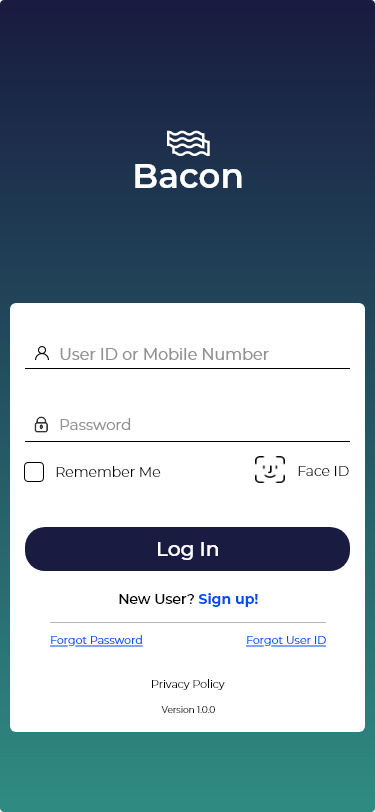 Bacon
User ID or Mobile Number
Password
Remember Me
Face ID
Log In
New User? Sign up!
Forgot Password
Forgot User ID
Privacy Policy
Version 1.0.0